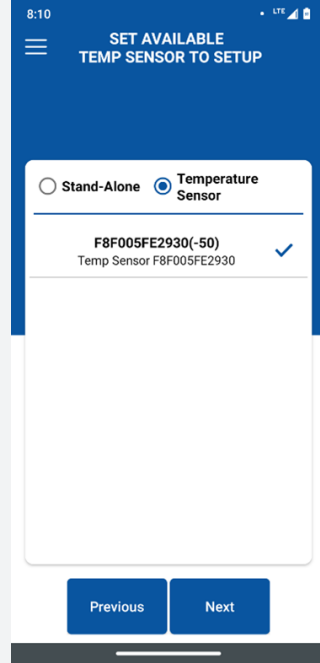 8:10
LTE
SET AVAILABLE
TEMP SENSOR TO SETUP
Stand-Alone
Temperature
Sensor
F8F005FE2930(-50)
Temp Sensor F8F005FE2930
Previous
Next